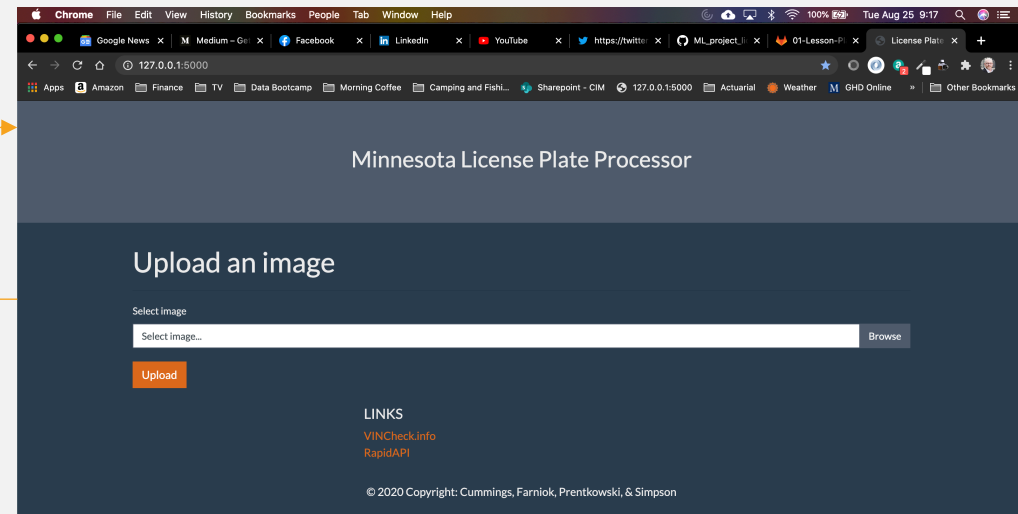 Chrome File Edit View History Bookmarks People Tab Window Help 100% Tue Aug 25 9:17
Google News Medium – Ge Facebook LinkedIn YouTube https://twitter ML_project_li 01-Lesson-Pl License Plate
127.0.0.1:5000
Apps Amazon Finance TV Data Bootcamp Morning Coffee Camping and Fishi... Sharepoint - CIM 127.0.0.1:5000 Actuarial Weather GHD Online » Other Bookmarks
Minnesota License Plate Processor
Upload an image
Select image
Select image... Browse
Upload
LINKS
VINCheck.info
RapidAPI
© 2020 Copyright: Cummings, Farniok, Prentkowski, & Simpson